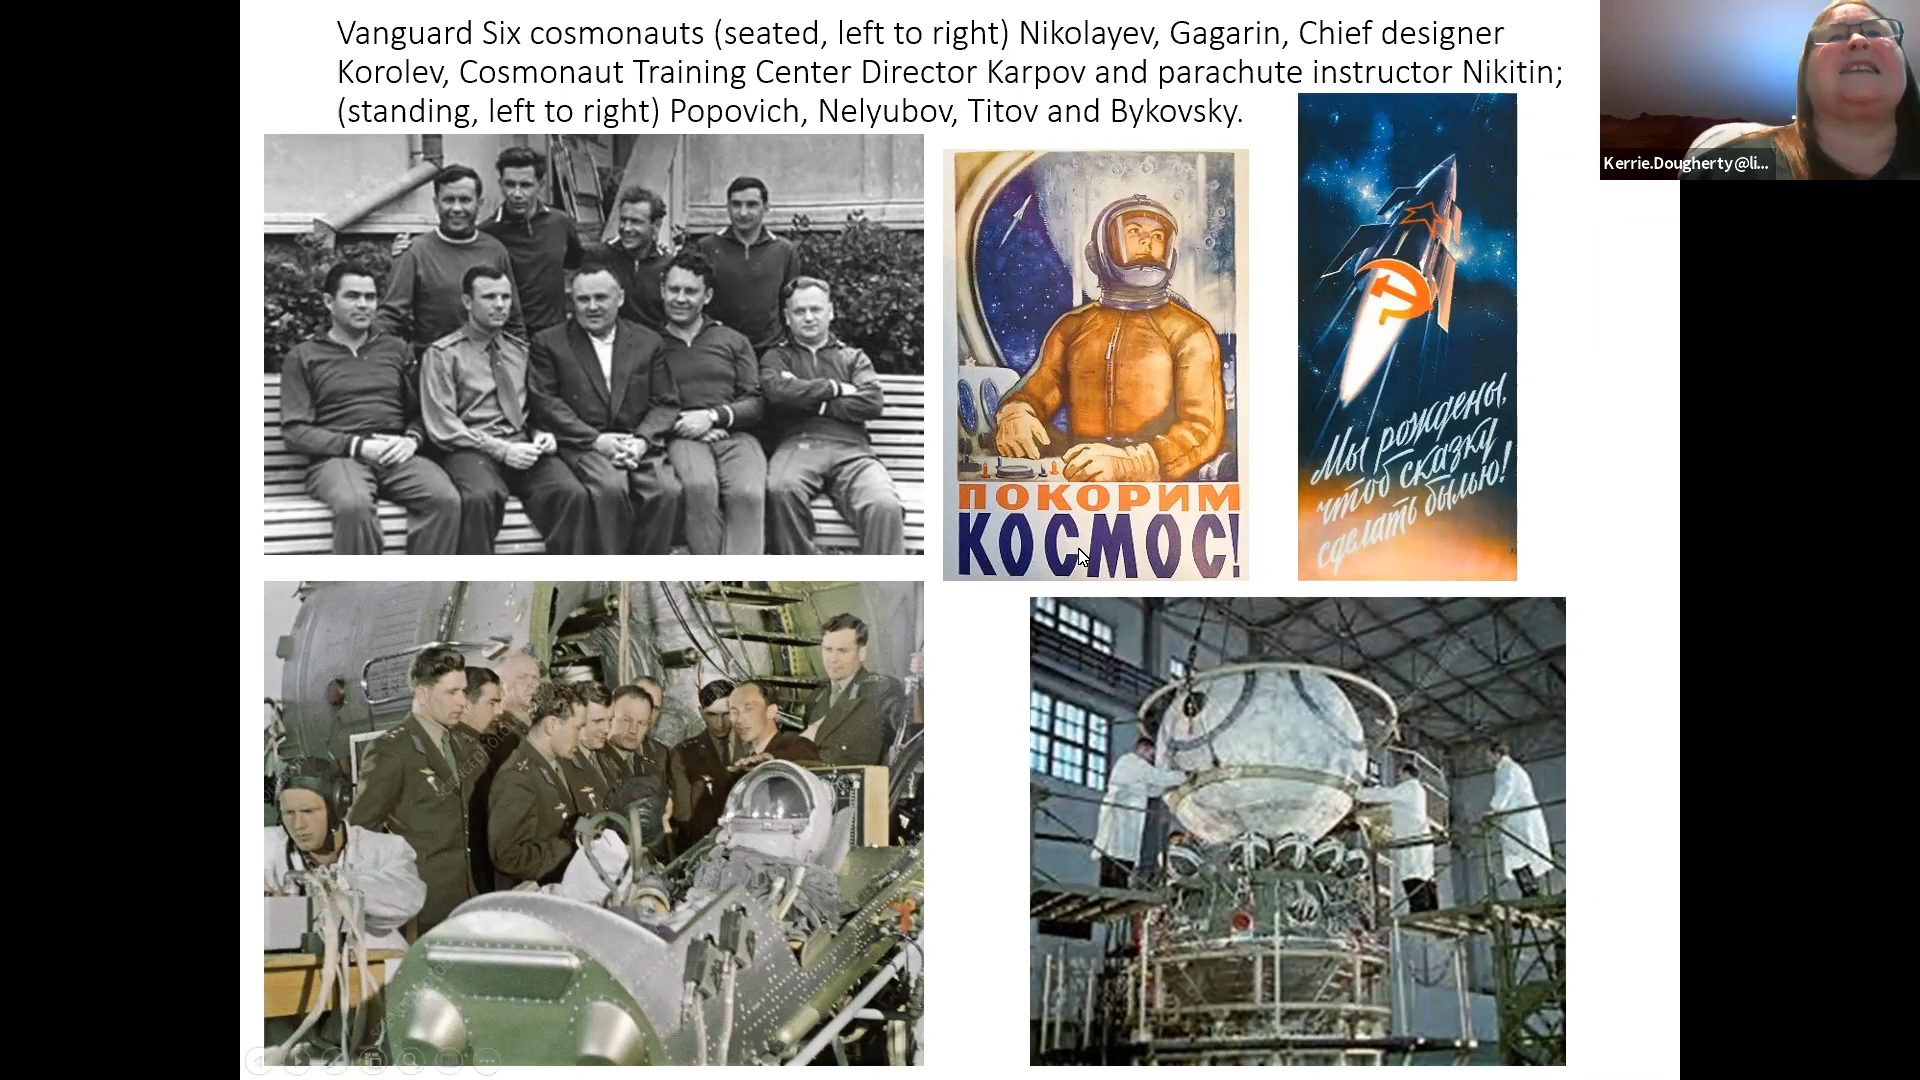 Vanguard Six cosmonauts (seated, left to right) Nikolayev, Gagarin, Chief designer
Korolev, Cosmonaut Training Center Director Karpov and parachute instructor Nikitin;
(standing, left to right) Popovich, Nelyubov, Titov and Bykovsky.
Kerrie.Dougherty@li...
ПОКОРИМ
КОСМОС!
Мы рождены,
чтоб сказку
сделать былью!